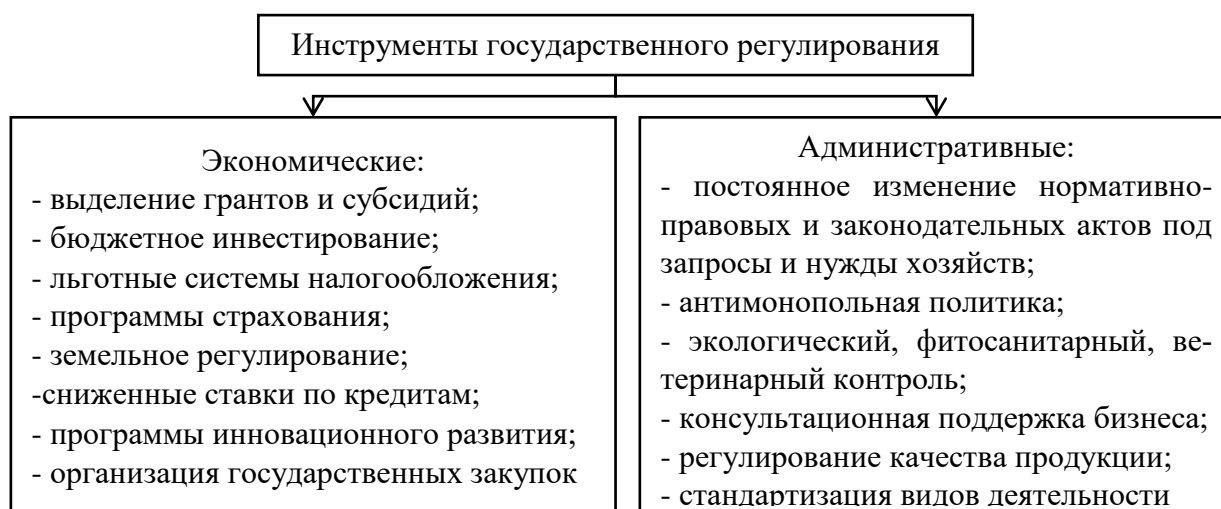 Инструменты государственного регулирования
Экономические:
- выделение грантов и субсидий;
- бюджетное инвестирование;
- льготные системы налогообложения;
- программы страхования;
- земельное регулирование;
-сниженные ставки по кредитам;
- программы инновационного развития;
- организация государственных закупок
Административные:
- постоянное изменение нормативно-
правовых и законодательных актов под
запросы и нужды хозяйств;
- антимонопольная политика;
- экологический, фитосанитарный, ве-
теринарный контроль;
- консультационная поддержка бизнеса;
- регулирование качества продукции;
- стандартизация видов деятельности